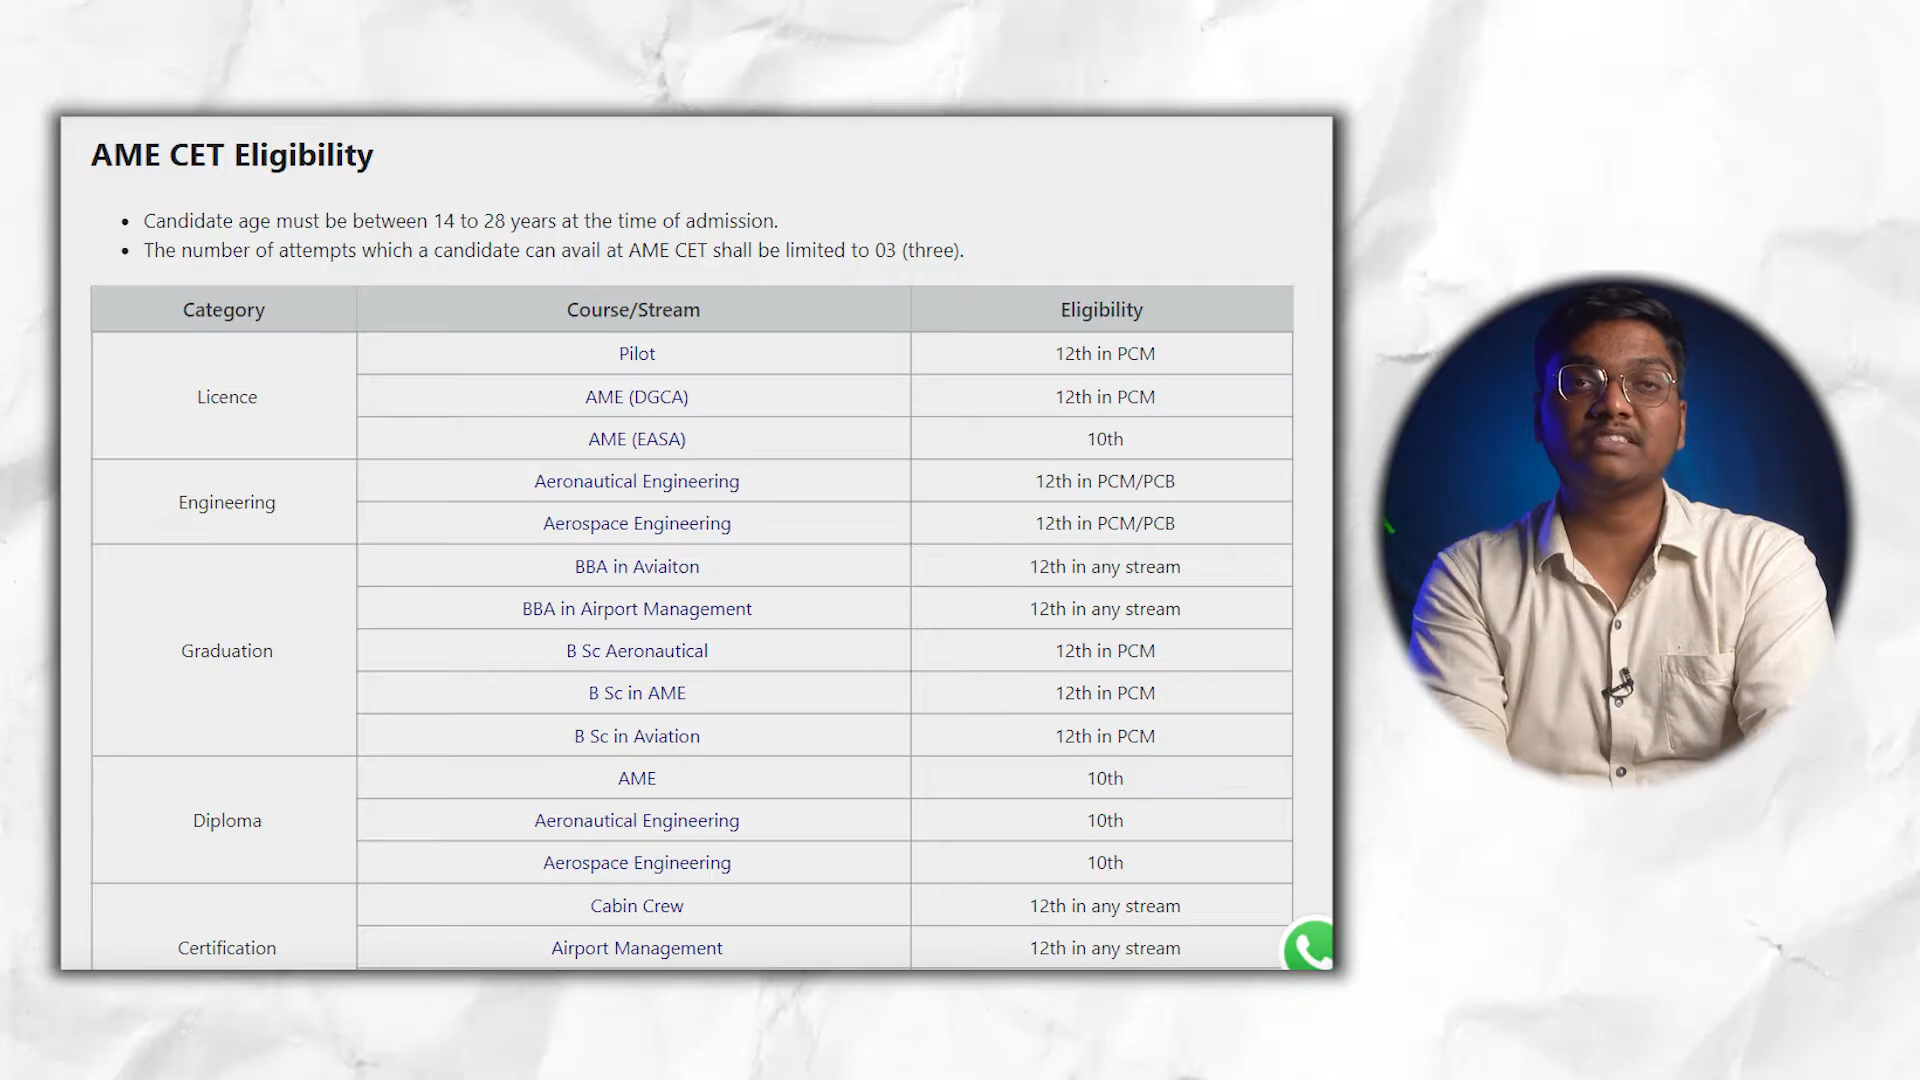 AME CET Eligibility
Candidate age must be between 14 to 28 years at the time of admission.
The number of attempts which a candidate can avail at AME CET shall be limited to 03 (three).
Category Course/Stream Eligibility
Licence
Pilot 12th in PCM
AME (DGCA) 12th in PCM
AME (EASA) 10th
Engineering
Aeronautical Engineering 12th in PCM/PCB
Aerospace Engineering 12th in PCM/PCB
Graduation
BBA in Aviaiton 12th in any stream
BBA in Airport Management 12th in any stream
B Sc Aeronautical 12th in PCM
B Sc in AME 12th in PCM
B Sc in Aviation 12th in PCM
Diploma
AME 10th
Aeronautical Engineering 10th
Aerospace Engineering 10th
Certification
Cabin Crew 12th in any stream
Airport Management 12th in any stream